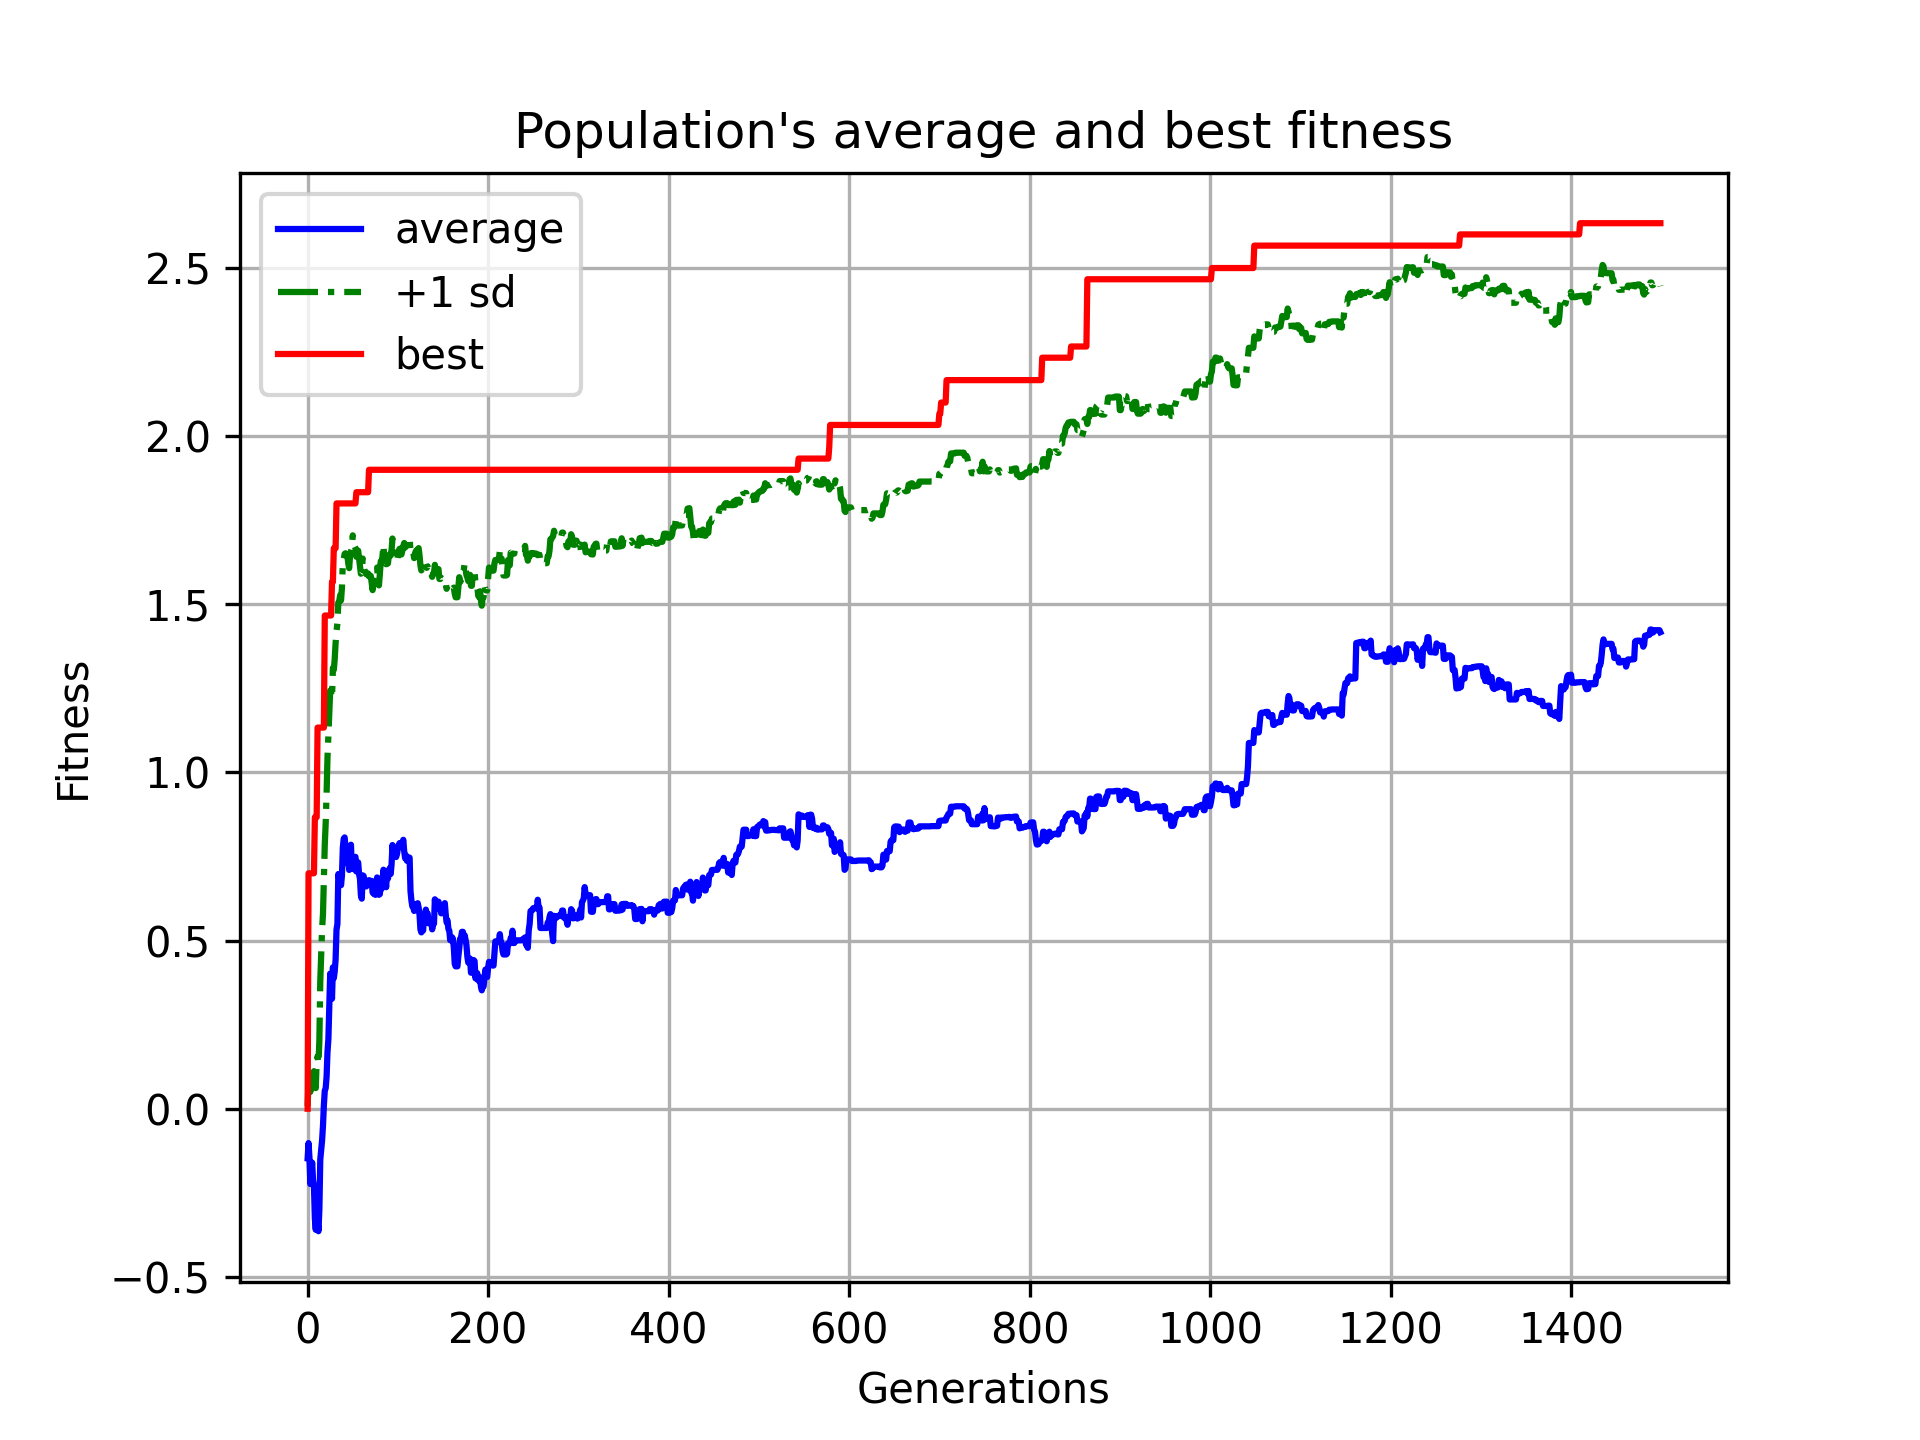 Population's average and best fitness
average
+1 sd
best
2.5
2.0
1.5
1.0
0.5
0.0
−0.5
Fitness
0 200 400 600 800 1000 1200 1400
Generations